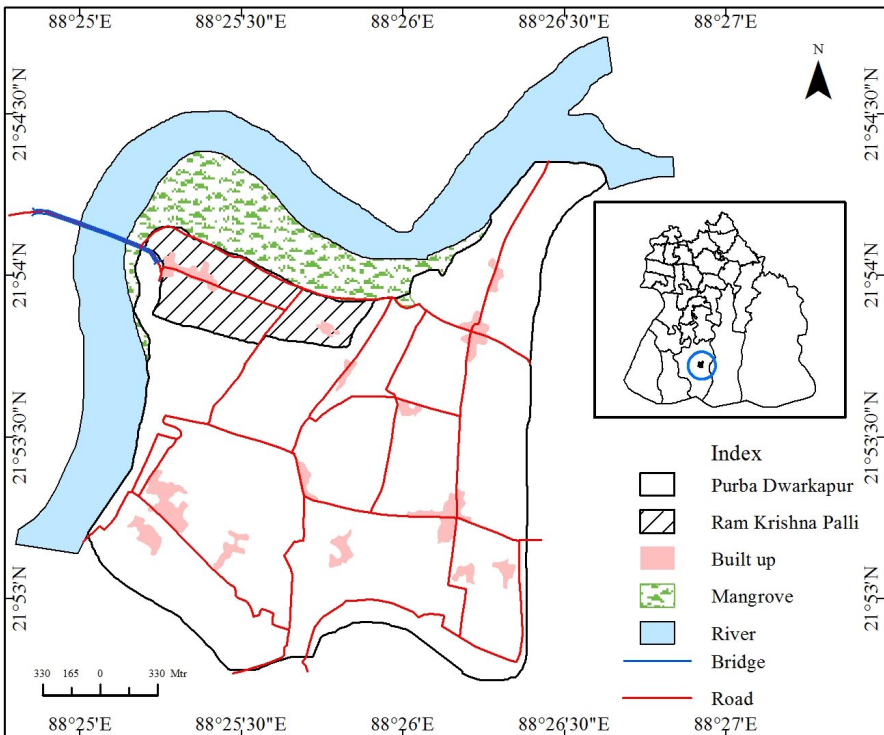 88°25'E 88°25'30"E 88°26'E 88°26'30"E 88°27'E
N
21°54'30"N 21°54'30"N
21°54'N 21°54'N
21°53'30"N 21°53'30"N
21°53'N 21°53'N
Index
Purba Dwarkapur
Ram Krishna Palli
Built up
Mangrove
River
Bridge
Road
330 165 0 330 Mtr
88°25'E 88°25'30"E 88°26'E 88°26'30"E 88°27'E